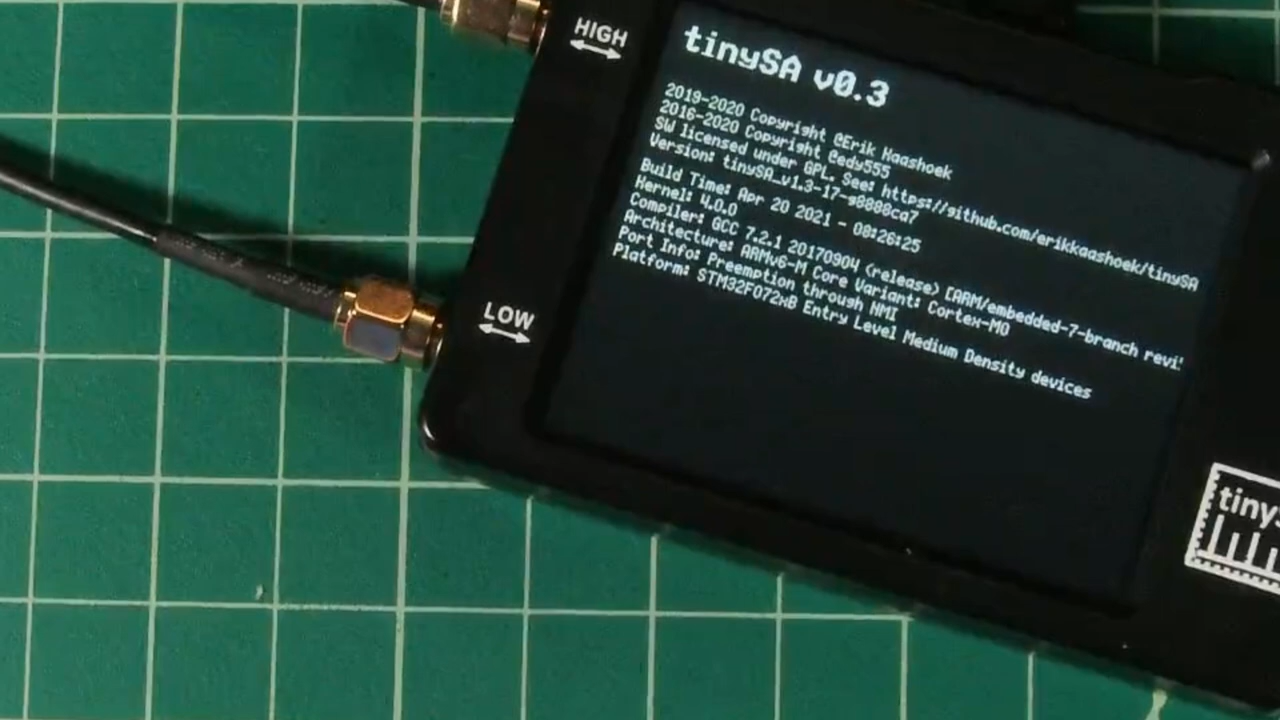 HIGH
tinySA v0.3
2019-2020 Copyright @Erik Kaashoek
2016-2020 Copyright @edy555
SW licensed under GPL. See: https://github.com/erikkaashoek/tinySA
Version: tinySA_v1.3-17-g8888ca7
Build Time: Apr 20 2021 - 08:26:25
Kernel: 4.0.0
Compiler: GCC 7.2.1 20170904 (release) [ARM/embedded-7-branch revi
Architecture: ARMv6-M Core Variant: Cortex-M0
Port Info: Preemption through NMI
Platform: STM32F072xB Entry Level Medium Density devices
LOW
tiny